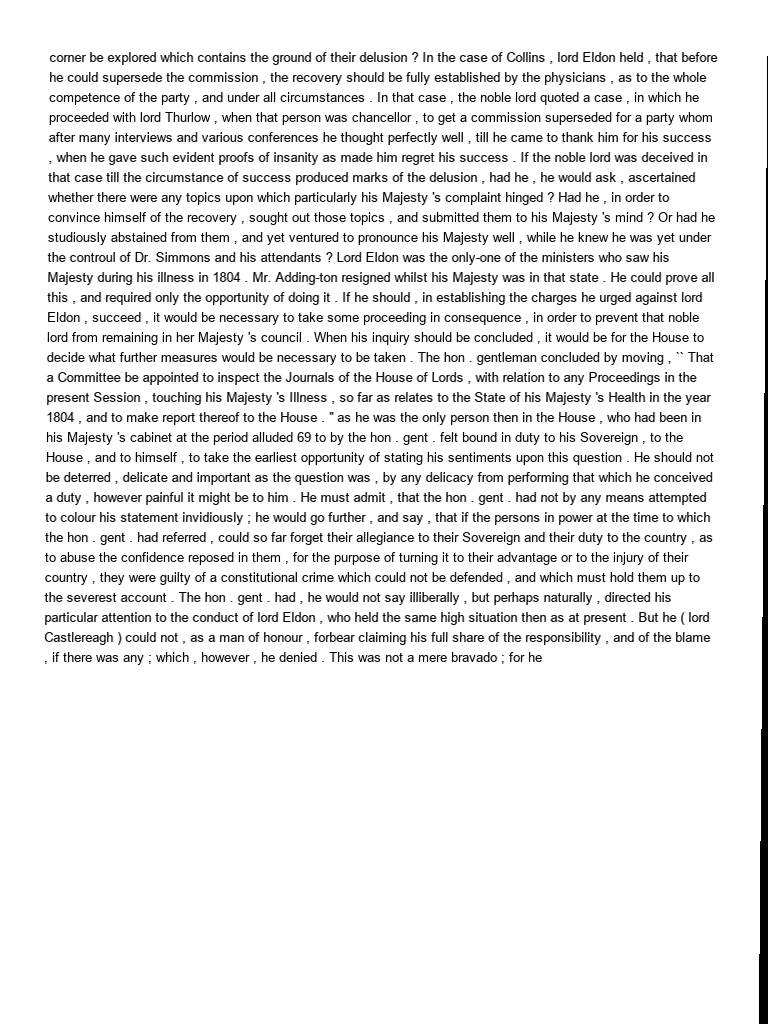 corner be explored which contains the ground of their delusion ? In the case of Collins , lord Eldon held , that before
he could supersede the commission , the recovery should be fully established by the physicians , as to the whole
competence of the party , and under all circumstances . In that case , the noble lord quoted a case , in which he
proceeded with lord Thurlow , when that person was chancellor , to get a commission superseded for a party whom
after many interviews and various conferences he thought perfectly well , till he came to thank him for his success
, when he gave such evident proofs of insanity as made him regret his success . If the noble lord was deceived in
that case till the circumstance of success produced marks of the delusion , had he , he would ask , ascertained
whether there were any topics upon which particularly his Majesty 's complaint hinged ? Had he , in order to
convince himself of the recovery , sought out those topics , and submitted them to his Majesty 's mind ? Or had he
studiously abstained from them , and yet ventured to pronounce his Majesty well , while he knew he was yet under
the controul of Dr. Simmons and his attendants ? Lord Eldon was the only-one of the ministers who saw his
Majesty during his illness in 1804 . Mr. Adding-ton resigned whilst his Majesty was in that state . He could prove all
this , and required only the opportunity of doing it . If he should , in establishing the charges he urged against lord
Eldon , succeed , it would be necessary to take some proceeding in consequence , in order to prevent that noble
lord from remaining in her Majesty 's council . When his inquiry should be concluded , it would be for the House to
decide what further measures would be necessary to be taken . The hon . gentleman concluded by moving , `` That
a Committee be appointed to inspect the Journals of the House of Lords , with relation to any Proceedings in the
present Session , touching his Majesty 's Illness , so far as relates to the State of his Majesty 's Health in the year
1804 , and to make report thereof to the House . " as he was the only person then in the House , who had been in
his Majesty 's cabinet at the period alluded 69 to by the hon . gent . felt bound in duty to his Sovereign , to the
House , and to himself , to take the earliest opportunity of stating his sentiments upon this question . He should not
be deterred , delicate and important as the question was , by any delicacy from performing that which he conceived
a duty , however painful it might be to him . He must admit , that the hon . gent . had not by any means attempted
to colour his statement invidiously ; he would go further , and say , that if the persons in power at the time to which
the hon . gent . had referred , could so far forget their allegiance to their Sovereign and their duty to the country , as
to abuse the confidence reposed in them , for the purpose of turning it to their advantage or to the injury of their
country , they were guilty of a constitutional crime which could not be defended , and which must hold them up to
the severest account . The hon . gent . had , he would not say illiberally , but perhaps naturally , directed his
particular attention to the conduct of lord Eldon , who held the same high situation then as at present . But he ( lord
Castlereagh ) could not , as a man of honour , forbear claiming his full share of the responsibility , and of the blame
, if there was any ; which , however , he denied . This was not a mere bravado ; for he